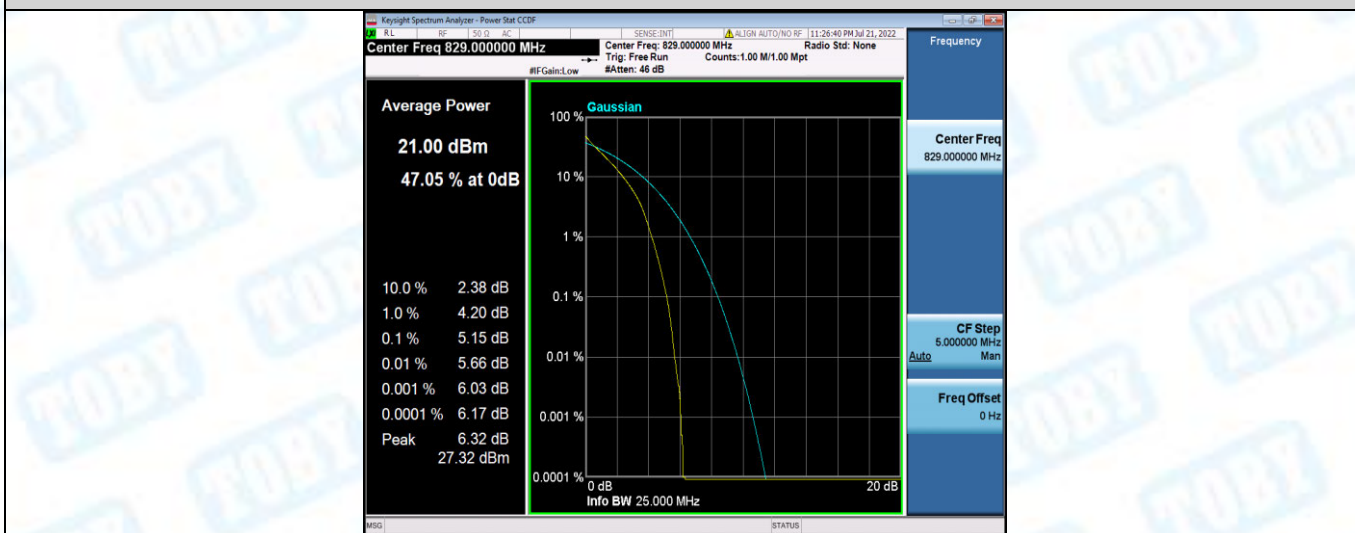 Keysight Spectrum Analyzer - Power Stat CCDF
RL RF 50 Ω AC SENSE:INT ALIGN AUTO/NO RF 11:26:40 PM Jul 21, 2022
Center Freq 829.000000 MHz
Center Freq: 829.000000 MHz Radio Std: None
Trig: Free Run Counts:1.00 M/1.00 Mpt
#IFGain:Low #Atten: 46 dB
Frequency
Average Power
21.00 dBm
47.05 % at 0dB
10.0 % 2.38 dB
1.0 % 4.20 dB
0.1 % 5.15 dB
0.01 % 5.66 dB
0.001 % 6.03 dB
0.0001 % 6.17 dB
Peak 6.32 dB
27.32 dBm
Gaussian
100 %
10 %
1 %
0.1 %
0.01 %
0.001 %
0.0001 %
0 dB 20 dB
Info BW 25.000 MHz
Center Freq
829.000000 MHz
CF Step
5.000000 MHz
Auto Man
Freq Offset
0 Hz
MSG STATUS
TOBY
TOBY
TOBY
TOBY
TOBY
TOBY
TOBY
TOBY